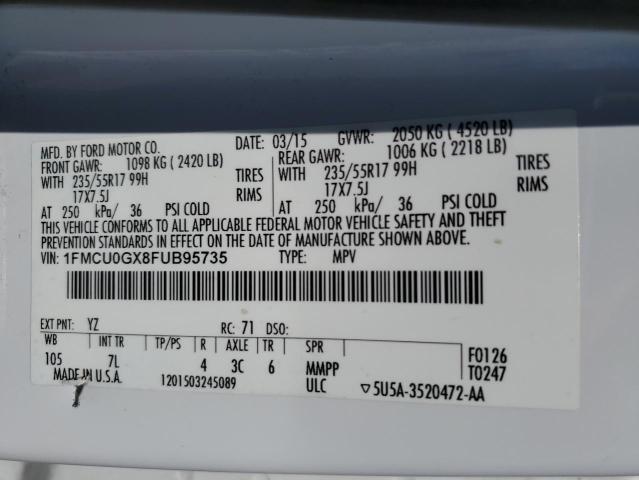 MFD. BY FORD MOTOR CO. DATE: 03/15 GVWR: 2050 KG ( 4520 LB)
FRONT GAWR: 1098 KG ( 2420 LB) REAR GAWR: 1006 KG ( 2218 LB)
WITH 235/55R17 99H TIRES WITH 235/55R17 99H TIRES
17X7.5J RIMS 17X7.5J RIMS
AT 250 kPa/ 36 PSI COLD AT 250 kPa/ 36 PSI COLD
THIS VEHICLE CONFORMS TO ALL APPLICABLE FEDERAL MOTOR VEHICLE SAFETY AND THEFT
PREVENTION STANDARDS IN EFFECT ON THE DATE OF MANUFACTURE SHOWN ABOVE.
VIN: 1FMCU0GX8FUB95735 TYPE: MPV
EXT PNT: YZ RC: 71 DSO:
WB INT TR TP/PS R AXLE TR SPR F0126
105 7L 4 3C 6 MMPP T0247
MADE IN U.S.A. 1201503245089 ULC ▽5U5A-3520472-AA